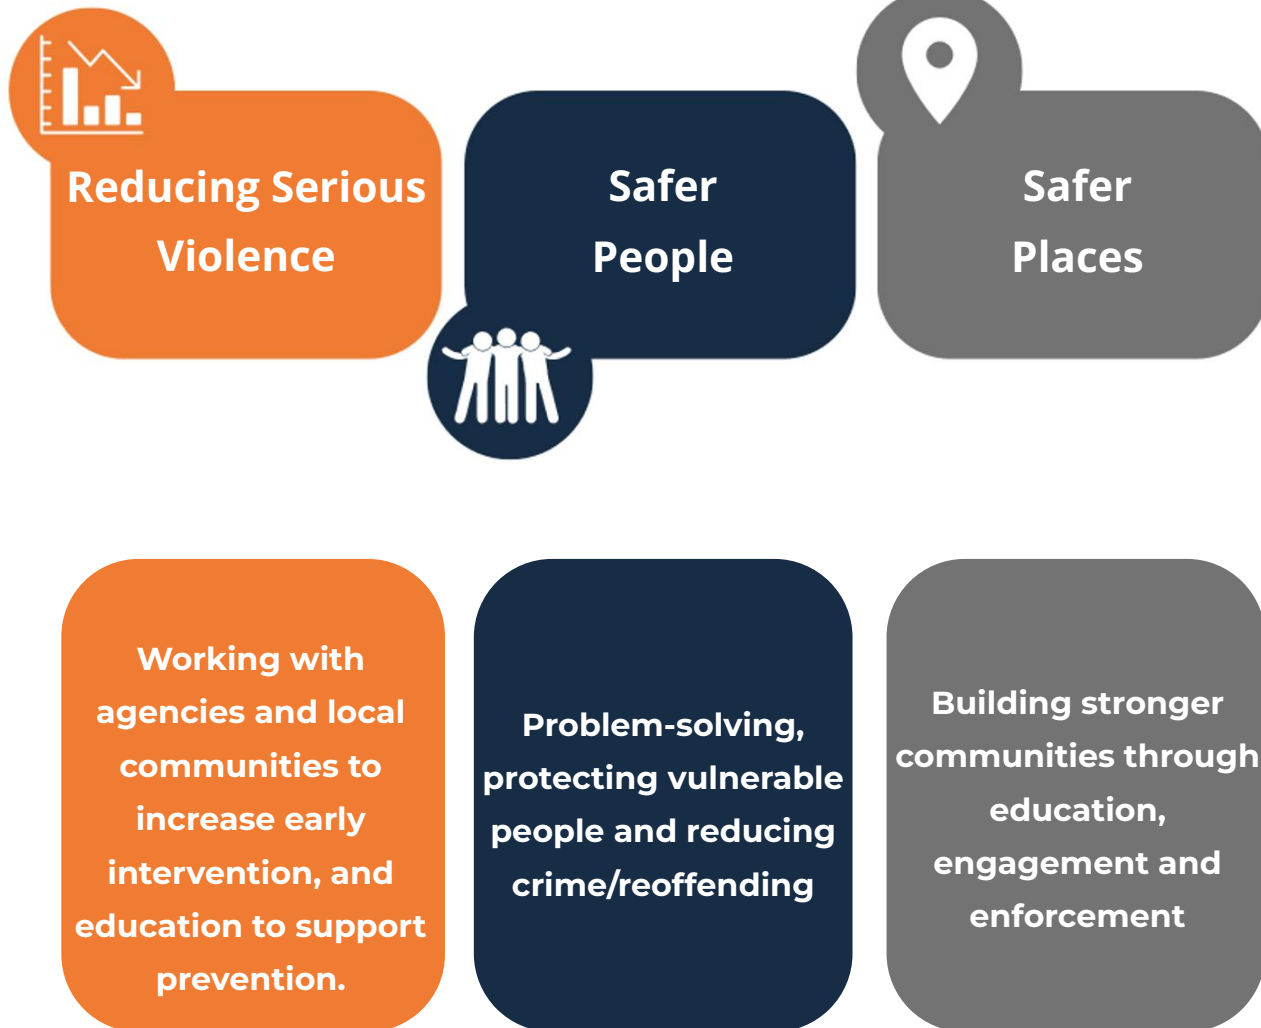 Reducing Serious
Violence
Safer
People
Safer
Places
Working with
agencies and local
communities to
increase early
intervention, and
education to support
prevention.
Problem-solving,
protecting vulnerable
people and reducing
crime/reoffending
Building stronger
communities through
education,
engagement and
enforcement